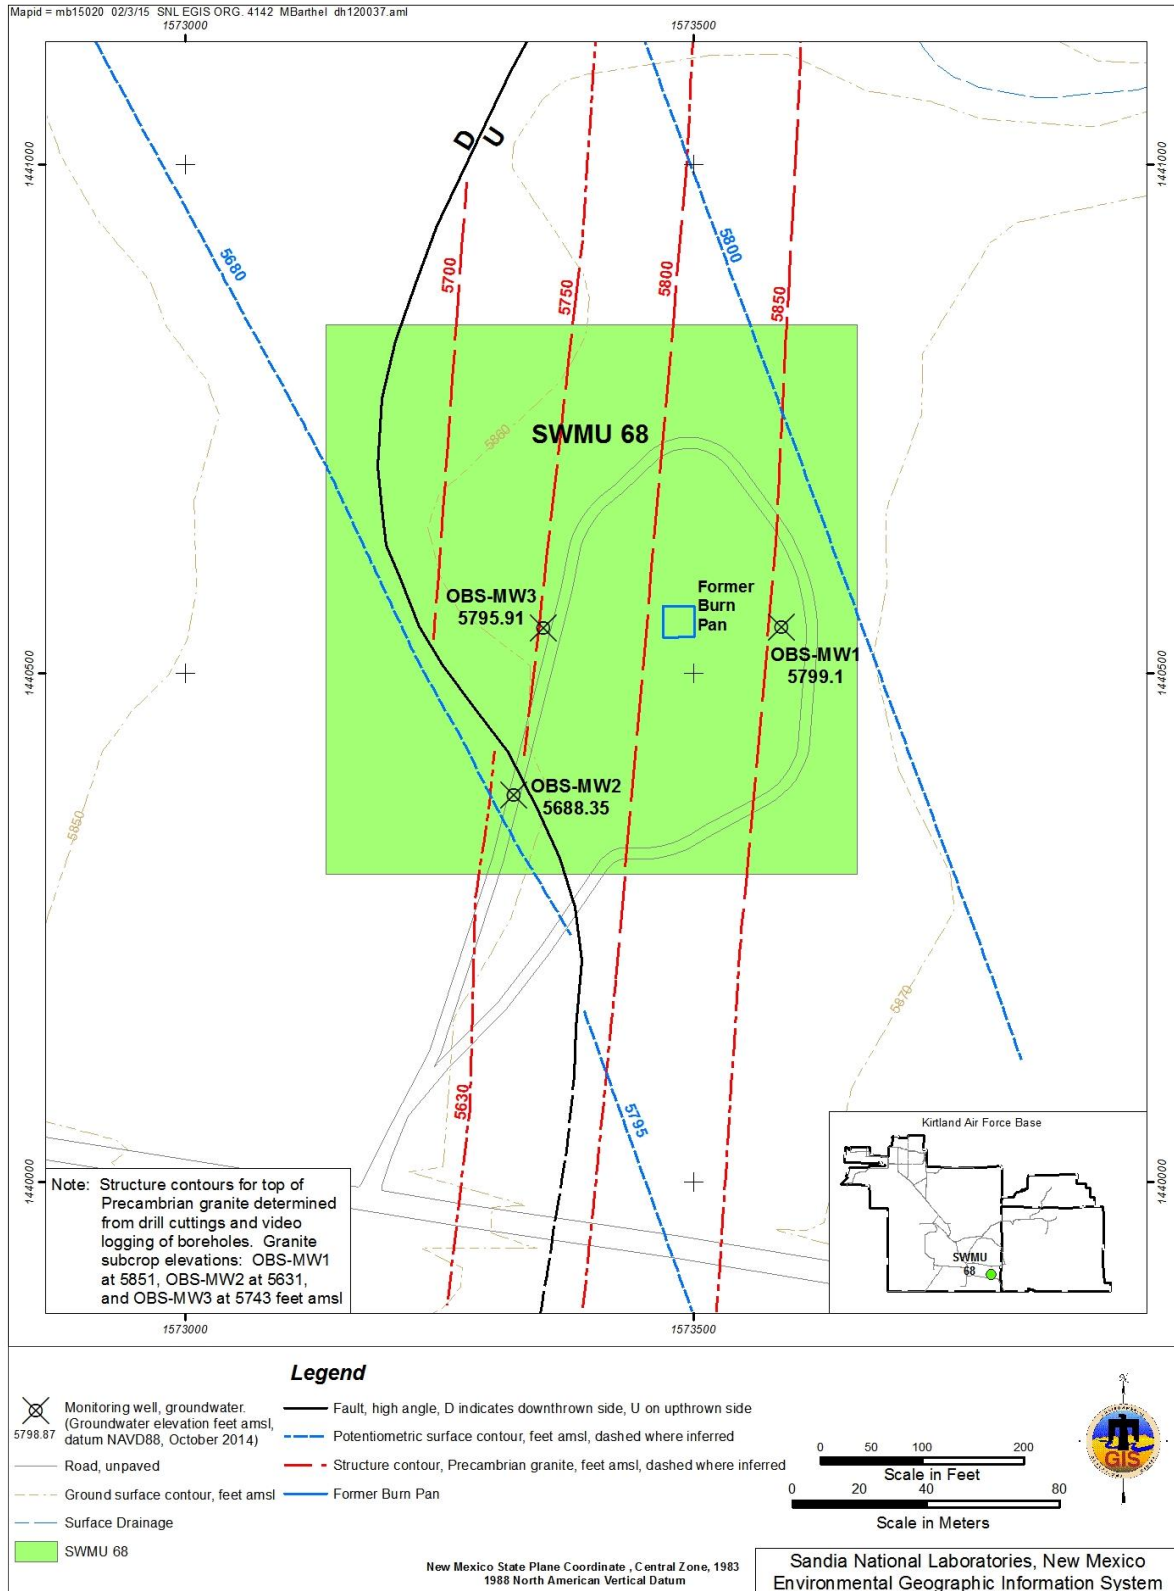 Mapid = mb15020 02/3/15 SNL EGIS ORG. 4142 MBarthel dh120037.aml
1573000
1573500
D
U
1441000
1441000
5680
5700
5750
5800
5800
5850
5860
SWMU 68
OBS-MW3
5795.91
Former
Burn
Pan
OBS-MW1
5799.1
1440500
1440500
OBS-MW2
5688.35
5850
5870
5630
5795
1440000
1440000
Note: Structure contours for top of
Precambrian granite determined
from drill cuttings and video
logging of boreholes. Granite
subcrop elevations: OBS-MW1
at 5851, OBS-MW2 at 5631,
and OBS-MW3 at 5743 feet amsl
Kirtland Air Force Base
SWMU
68
1573000
1573500
Legend
Monitoring well, groundwater.
(Groundwater elevation feet amsl,
datum NAVD88, October 2014)
5798.87
Road, unpaved
Ground surface contour, feet amsl
Surface Drainage
SWMU 68
Fault, high angle, D indicates downthrown side, U on upthrown side
Potentiometric surface contour, feet amsl, dashed where inferred
Structure contour, Precambrian granite, feet amsl, dashed where inferred
Former Burn Pan
0 50 100 200
Scale in Feet
0 20 40 80
Scale in Meters
GIS
New Mexico State Plane Coordinate , Central Zone, 1983
1988 North American Vertical Datum
Sandia National Laboratories, New Mexico
Environmental Geographic Information System